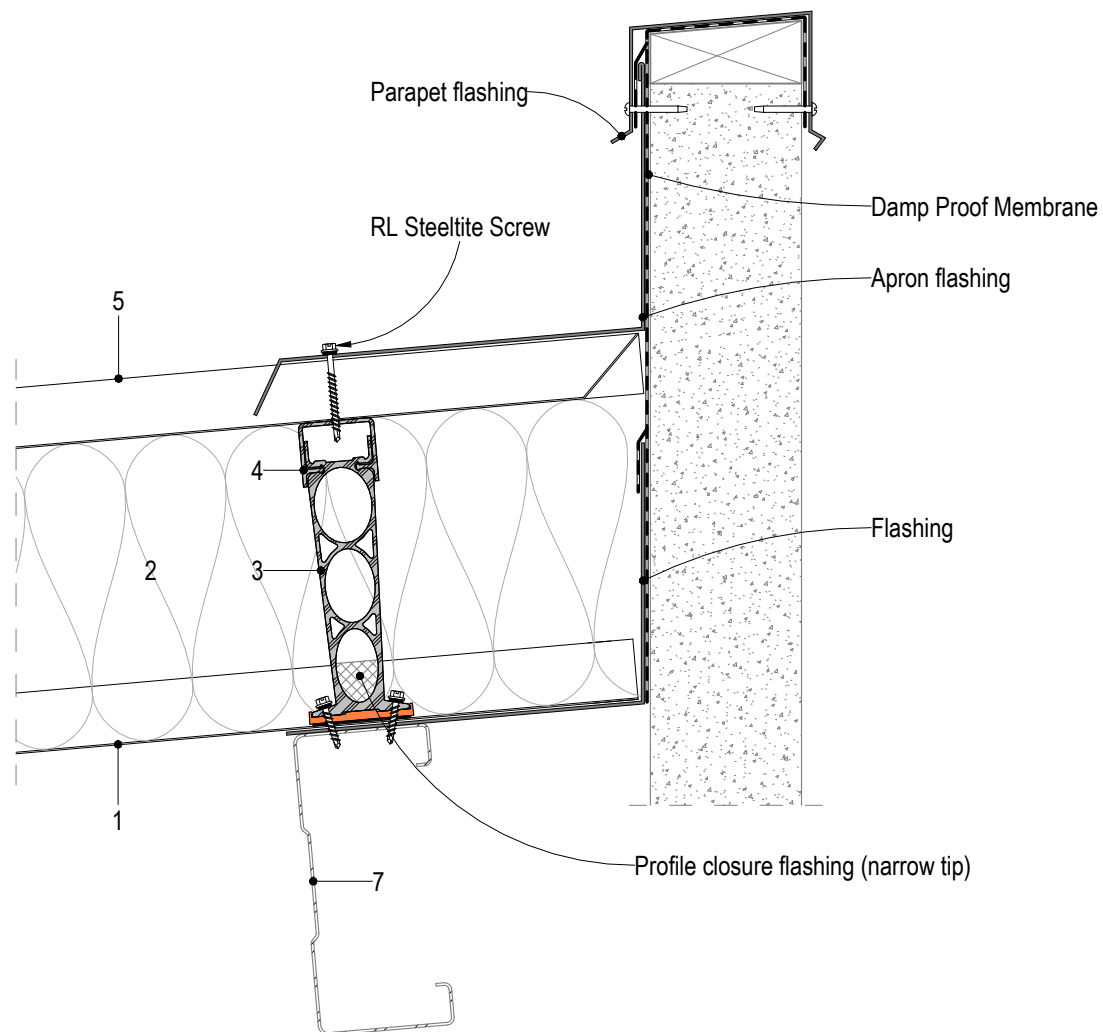 Parapet flashing
Damp Proof Membrane
RL Steeltite Screw
Apron flashing
5
4
Flashing
2
3
1
Profile closure flashing (narrow tip)
7